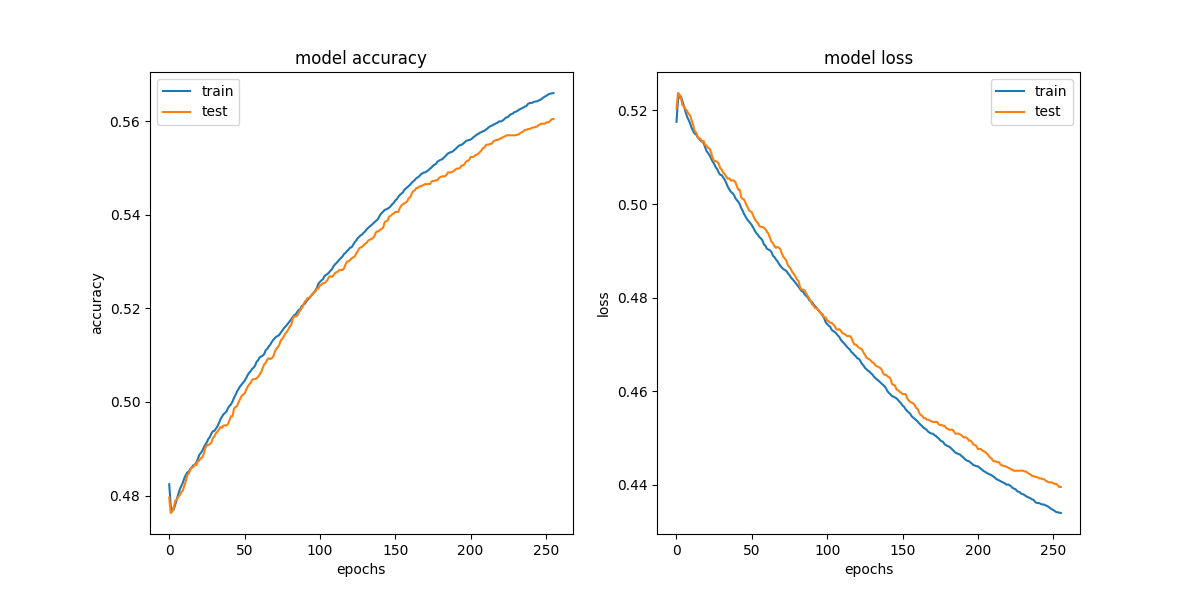 model accuracy
train
test
0.56
0.54
0.52
0.50
0.48
accuracy
0 50 100 150 200 250
epochs
model loss
train
test
0.52
0.50
0.48
0.46
0.44
loss
0 50 100 150 200 250
epochs